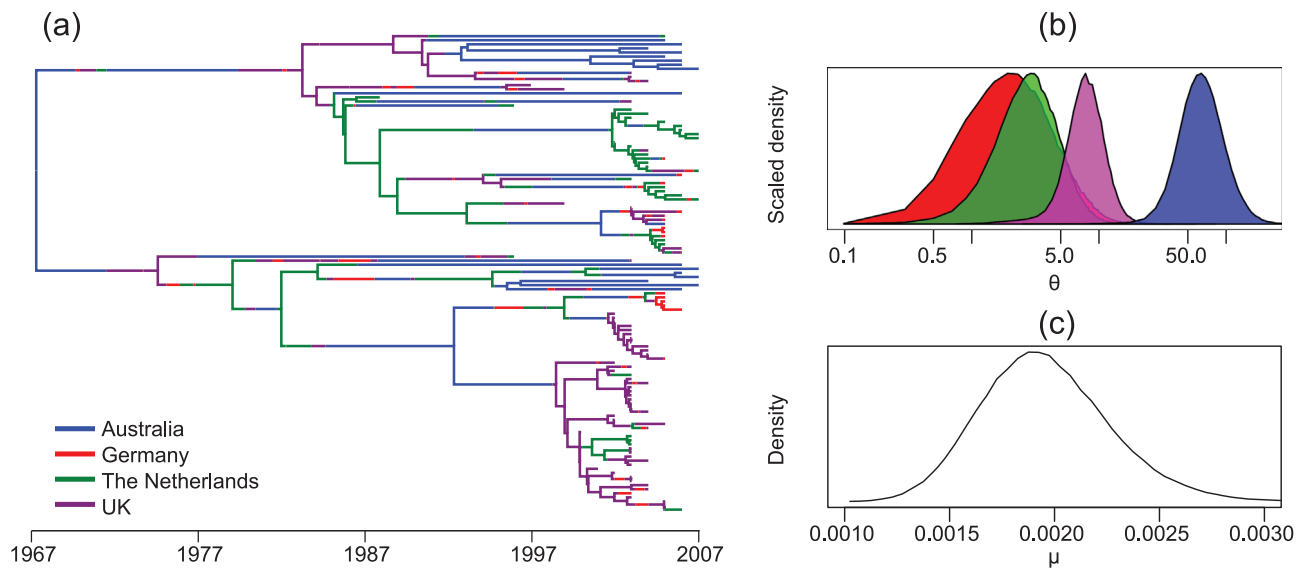 (a)
Australia
Germany
The Netherlands
UK
1967 1977 1987 1997 2007
(b)
Scaled density
0.1 0.5 5.0 50.0
θ
(c)
Density
0.0010 0.0015 0.0020 0.0025 0.0030
μ